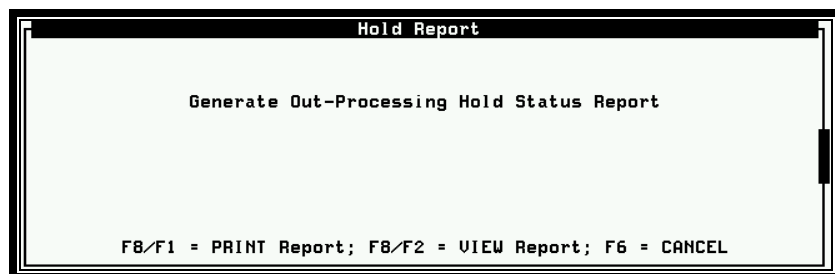 Hold Report
Generate Out-Processing Hold Status Report
F8/F1 = PRINT Report; F8/F2 = VIEW Report; F6 = CANCEL